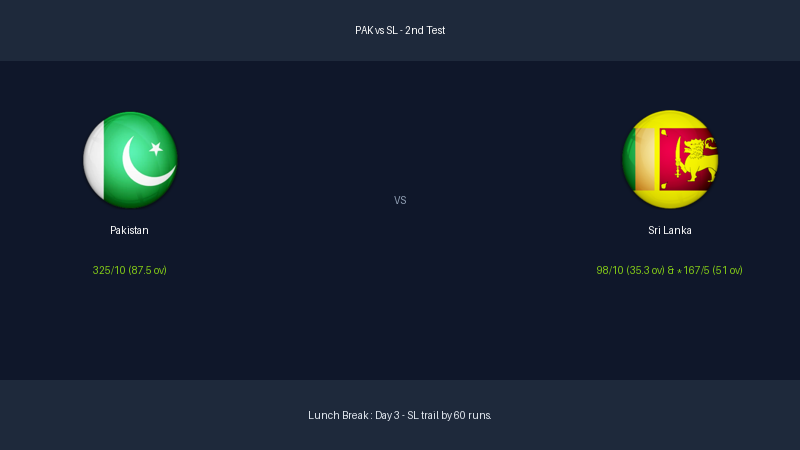 PAK vs SL - 2nd Test
VS
Pakistan
Sri Lanka
325/10 (87.5 ov)
98/10 (35.3 ov) & *167/5 (51 ov)
Lunch Break : Day 3 - SL trail by 60 runs.